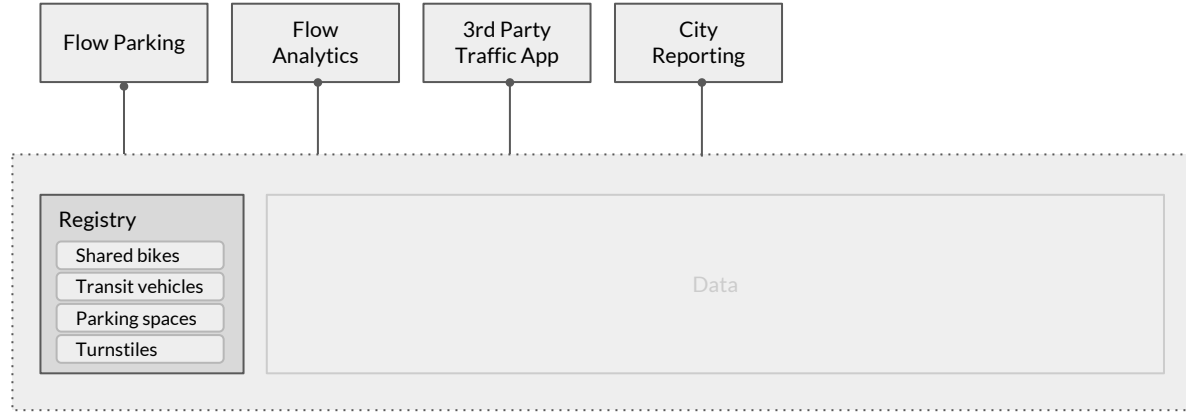 Flow Parking
Flow
Analytics
3rd Party
Traffic App
City
Reporting
Registry
Shared bikes
Transit vehicles
Parking spaces
Turnstiles
Data